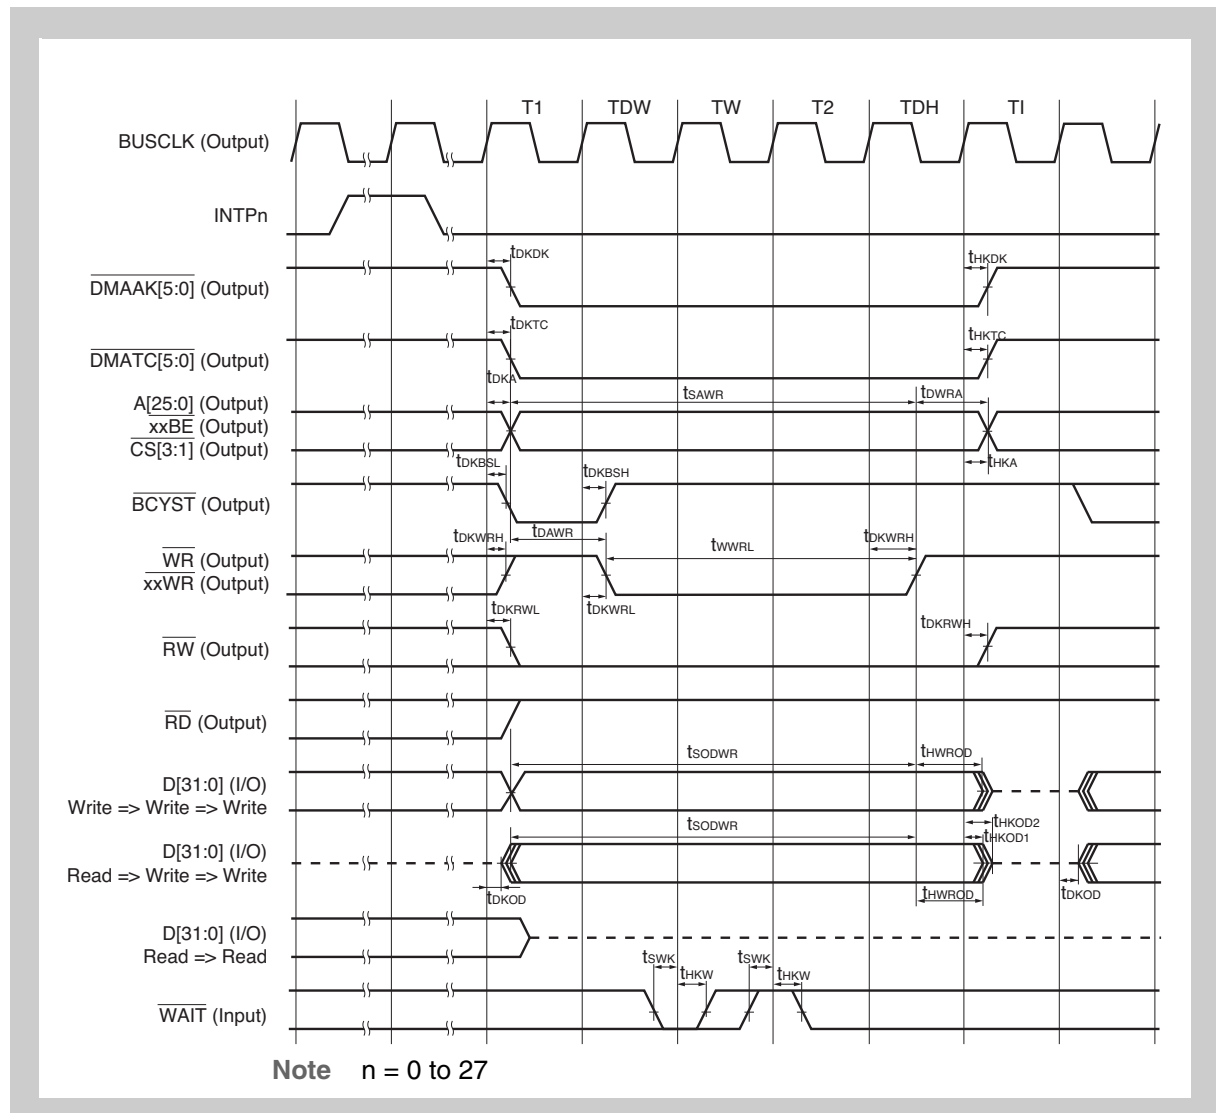 T1 TDW TW T2 TDH TI
BUSCLK (Output)
INTPn
tDKDK tHKDK
DMAAK[5:0] (Output)
tDKTC tHKTC
DMATC[5:0] (Output)
tDKA tSAWR tDWRA
A[25:0] (Output)
xxBE (Output)
CS[3:1] (Output)
tDKBSL tDKBSH tHKA
BCYST (Output)
tDKWRH tDAWR tWWRL tDKWRH
WR (Output)
xxWR (Output)
tDKRWL tDKWRL tDKRWH
RW (Output)
RD (Output)
tSODWR tHWROD
D[31:0] (I/O)
Write => Write => Write
tSODWR tHKOD2
tHKOD1
D[31:0] (I/O)
Read => Write => Write
tDKOD tHWROD tDKOD
D[31:0] (I/O)
Read => Read
tSWK tHKW tSWK tHKW
WAIT (Input)
Note n = 0 to 27